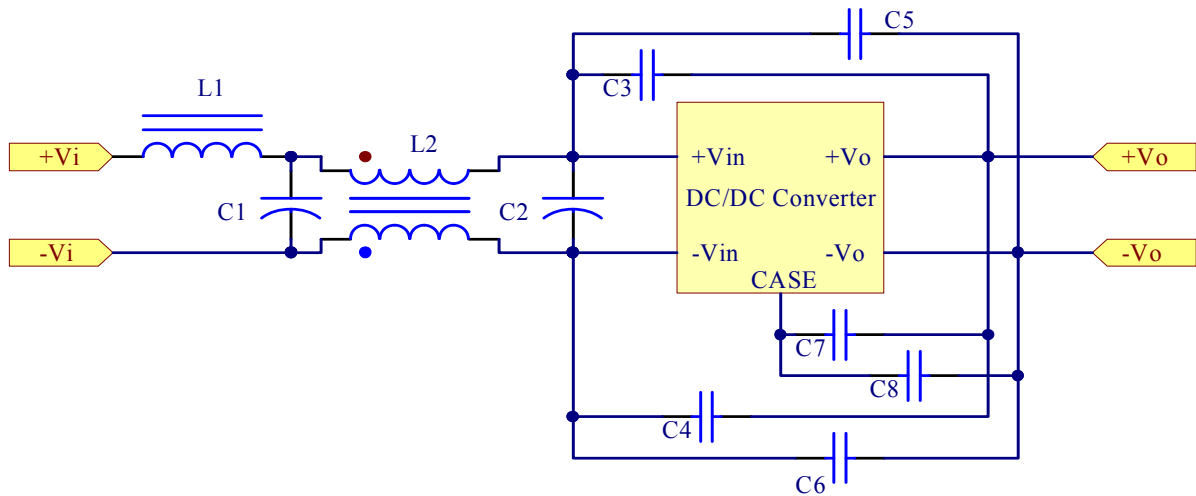 C5
C3
L1
L2
+Vi
+Vin
+Vo
+Vo
DC/DC Converter
C1
C2
-Vi
-Vin
-Vo
-Vo
CASE
C7
C8
C4
C6